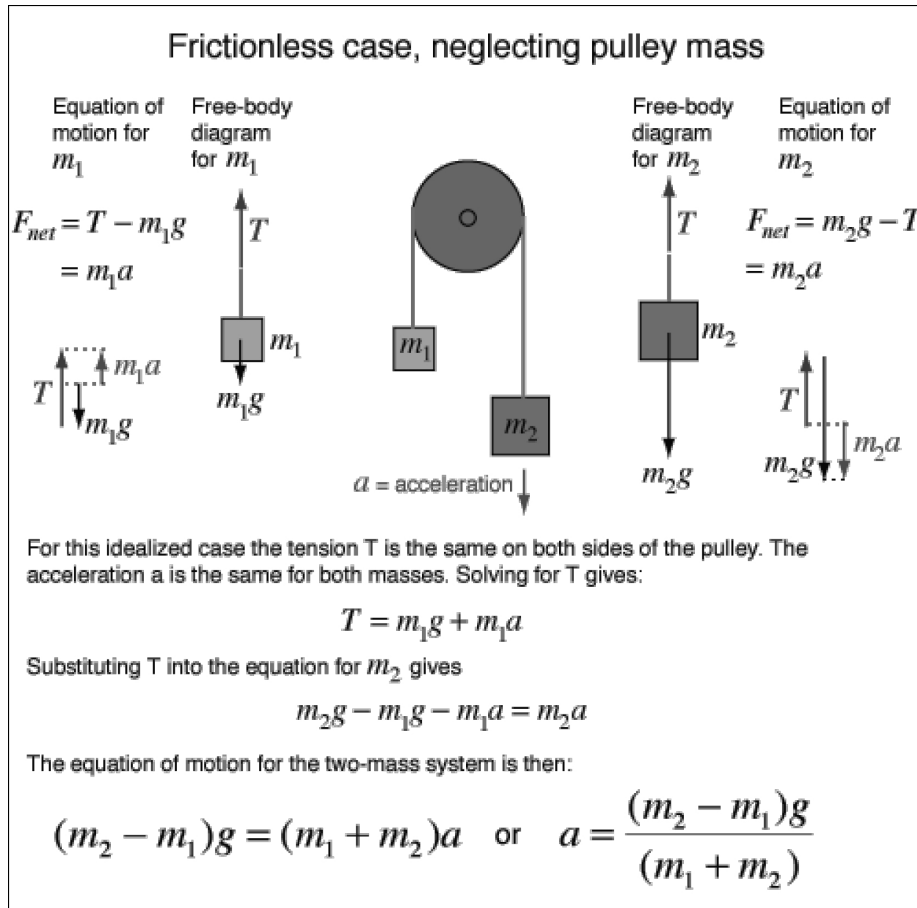 Frictionless case, neglecting pulley mass
Equation of
motion for
m₁
Fₙₑₜ = T − m₁g
= m₁a
T
m₁a
m₁g
Free-body
diagram
for m₁
T
m₁
m₁g
m₁
m₂
a = acceleration
Free-body
diagram
for m₂
T
m₂
m₂g
Equation of
motion for
m₂
Fₙₑₜ = m₂g − T
= m₂a
T
m₂g
m₂a
For this idealized case the tension T is the same on both sides of the pulley. The
acceleration a is the same for both masses. Solving for T gives:
T = m₁g + m₁a
Substituting T into the equation for m₂ gives
m₂g − m₁g − m₁a = m₂a
The equation of motion for the two-mass system is then:
(m₂ − m₁)g = (m₁ + m₂)a or a = (m₂ − m₁)g / (m₁ + m₂)